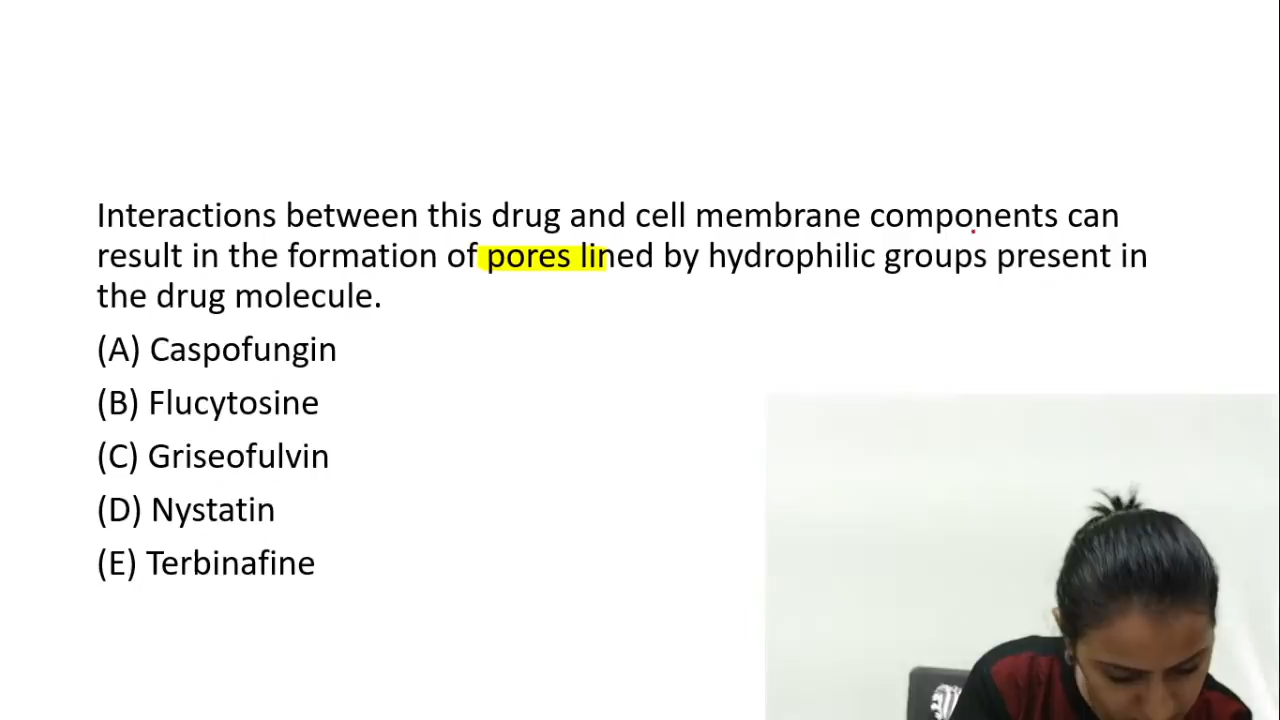 Interactions between this drug and cell membrane components can
result in the formation of pores lined by hydrophilic groups present in
the drug molecule.
(A) Caspofungin
(B) Flucytosine
(C) Griseofulvin
(D) Nystatin
(E) Terbinafine